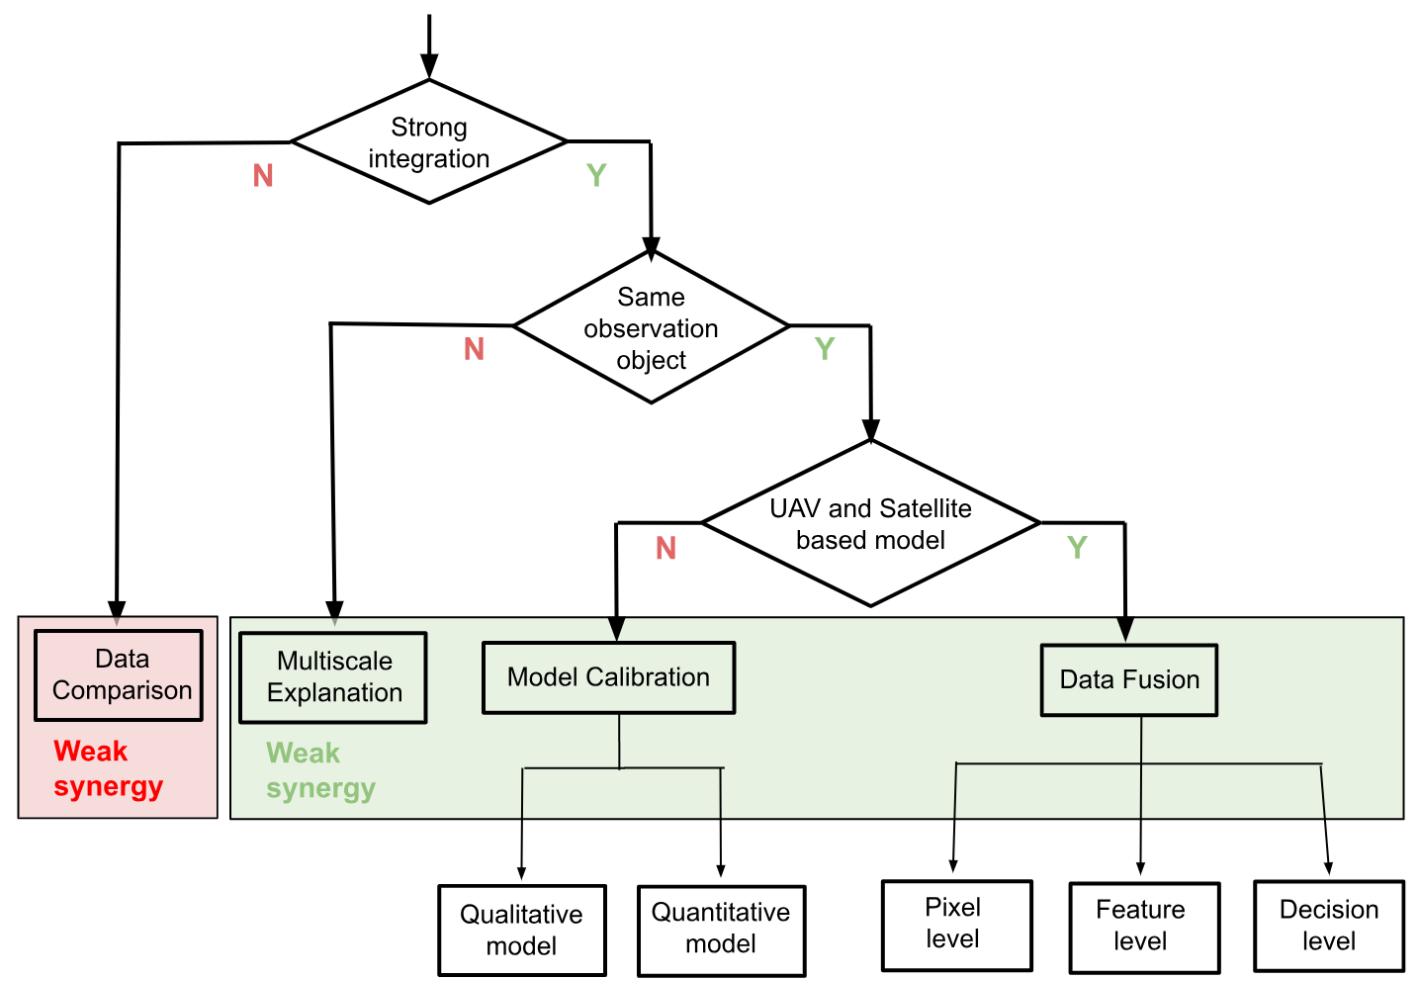 Strong
integration
N
Y
Same
observation
object
N
Y
UAV and Satellite
based model
N
Y
Data
Comparison
Weak
synergy
Multiscale
Explanation
Weak
synergy
Model Calibration
Data Fusion
Qualitative
model
Quantitative
model
Pixel
level
Feature
level
Decision
level